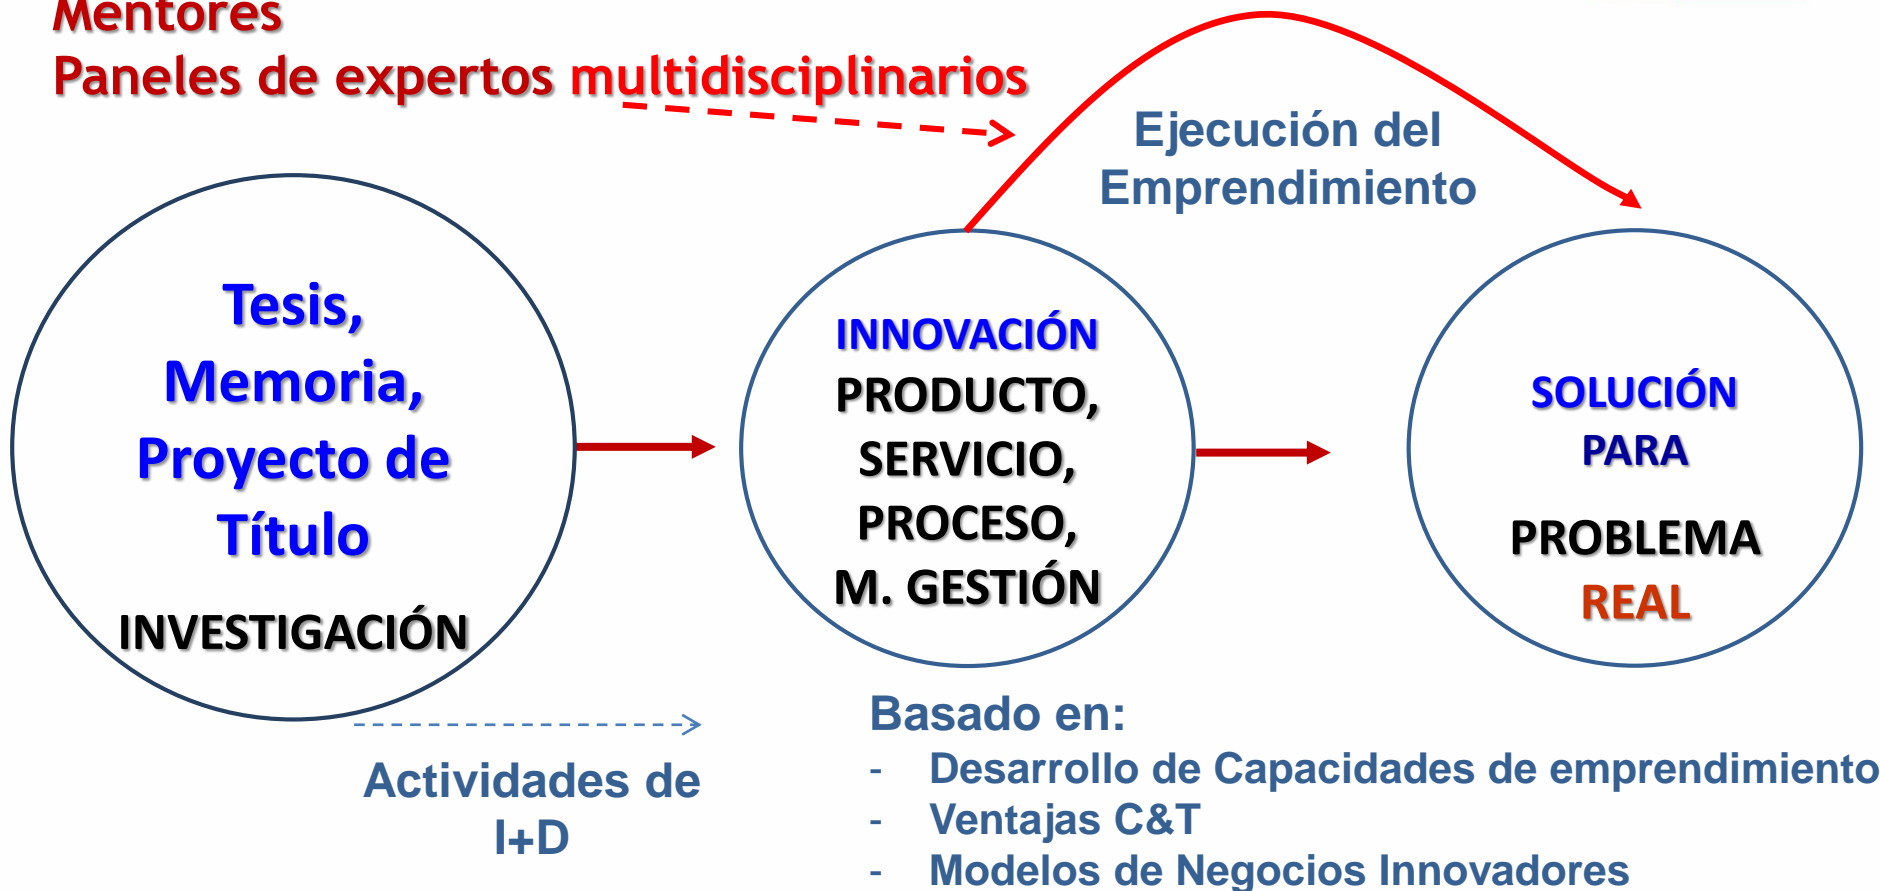 Mentores
Paneles de expertos multidisciplinarios
Ejecución del
Emprendimiento
Tesis,
Memoria,
Proyecto de
Título
INVESTIGACIÓN
INNOVACIÓN
PRODUCTO,
SERVICIO,
PROCESO,
M. GESTIÓN
SOLUCIÓN
PARA
PROBLEMA
REAL
Actividades de
I+D
Basado en:
- Desarrollo de Capacidades de emprendimiento
- Ventajas C&T
- Modelos de Negocios Innovadores